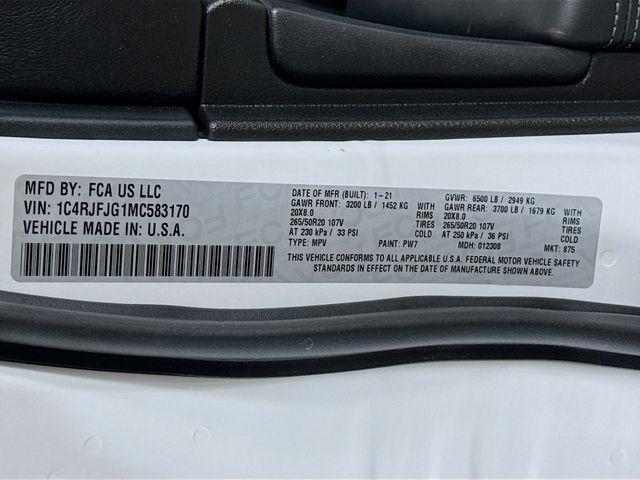 MFD BY: FCA US LLC
VIN: 1C4RJFJG1MC583170
VEHICLE MADE IN: U.S.A.
DATE OF MFR (BUILT): 1-21 GVWR: 6500 LB / 2949 KG
GAWR FRONT: 3200 LB / 1452 KG WITH GAWR REAR: 3700 LB / 1679 KG WITH
20X8.0 RIMS 20X8.0 RIMS
265/50R20 107V TIRES 265/50R20 107V TIRES
AT 230 kPa / 33 PSI COLD AT 250 kPa / 36 PSI COLD
TYPE: MPV PAINT: PW7 MDH: 012308 MKT: 875
THIS VEHICLE CONFORMS TO ALL APPLICABLE U.S.A. FEDERAL MOTOR VEHICLE SAFETY
STANDARDS IN EFFECT ON THE DATE OF MANUFACTURE SHOWN ABOVE.